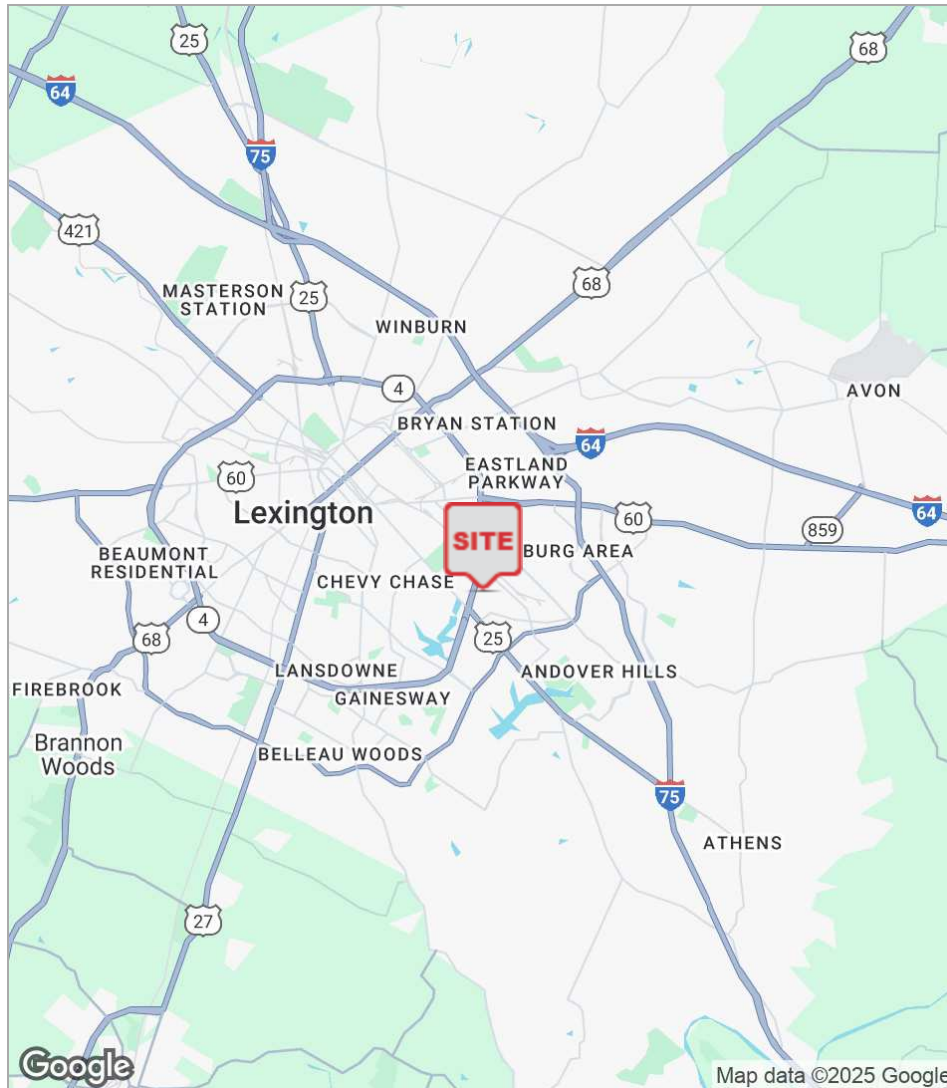 25
68
64
75
421
MASTERSON
STATION
25
68
WINBURN
4
AVON
BRYAN STATION
64
EASTLAND
PARKWAY
60
Lexington
60
64
859
SITE
BURG AREA
BEAUMONT
RESIDENTIAL
CHEVY CHASE
4
68
25
LANSDOWNE
ANDOVER HILLS
FIREBROOK
GAINESWAY
Brannon
Woods
BELLEAU WOODS
75
ATHENS
27
Google
Map data ©2025 Google